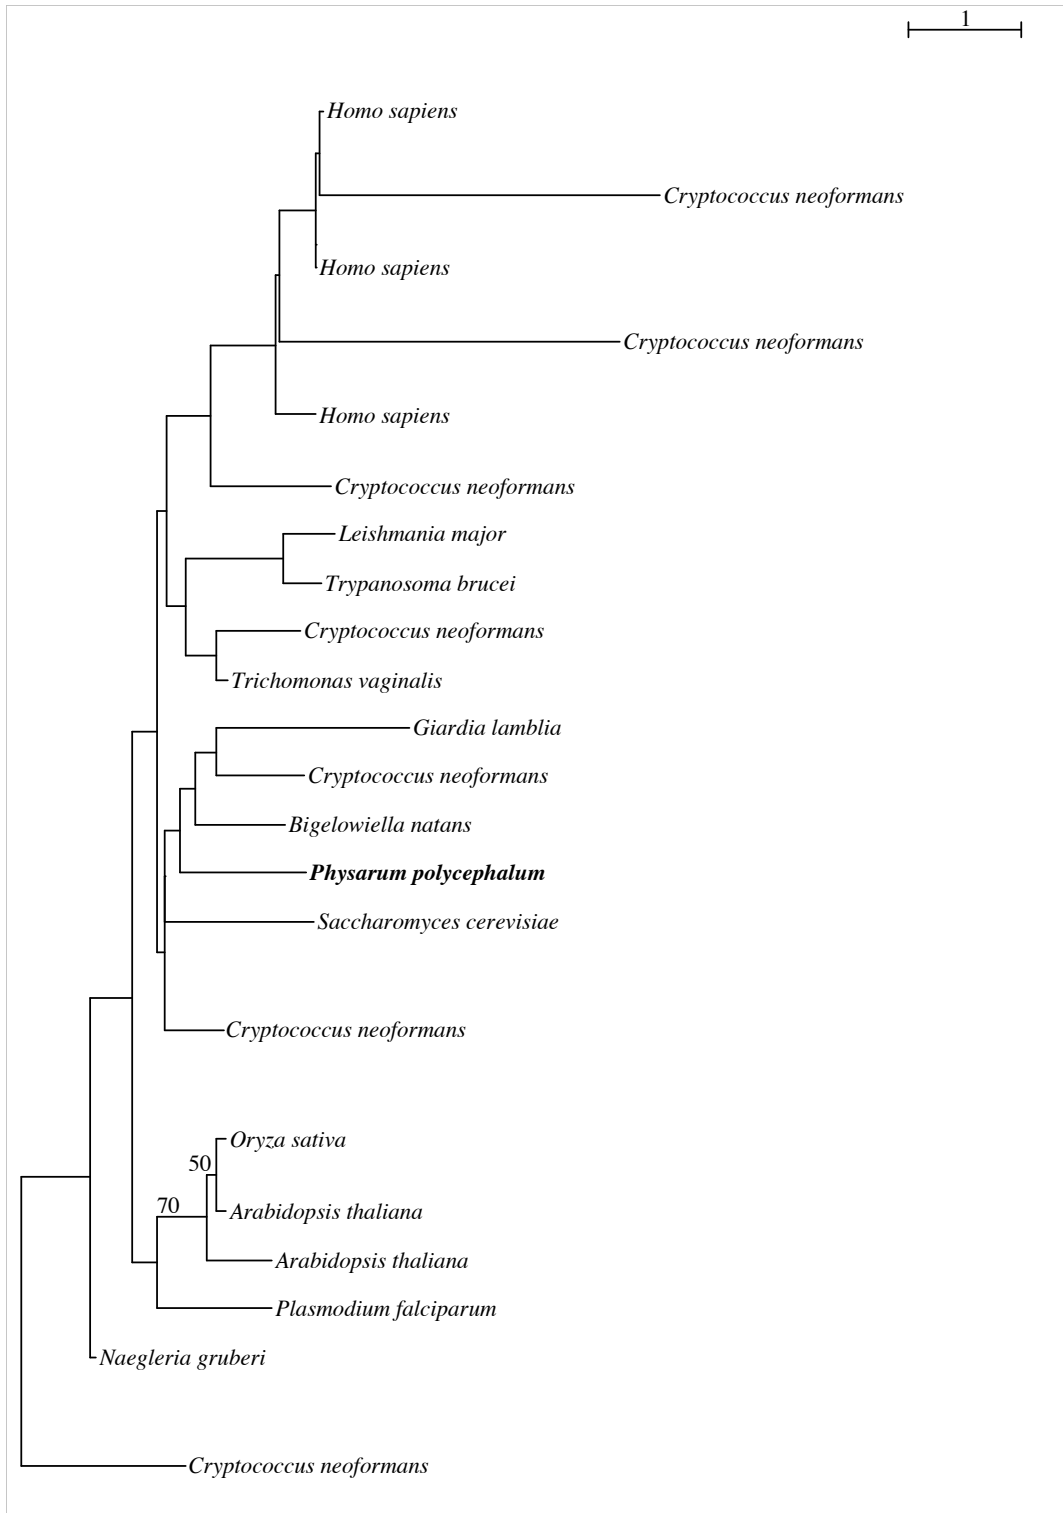 1
Homo sapiens
Cryptococcus neoformans
Homo sapiens
Cryptococcus neoformans
Homo sapiens
Cryptococcus neoformans
Leishmania major
Trypanosoma brucei
Cryptococcus neoformans
Trichomonas vaginalis
Giardia lamblia
Cryptococcus neoformans
Bigelowiella natans
Physarum polycephalum
Saccharomyces cerevisiae
Cryptococcus neoformans
Oryza sativa
50
70
Arabidopsis thaliana
Arabidopsis thaliana
Plasmodium falciparum
Naegleria gruberi
Cryptococcus neoformans